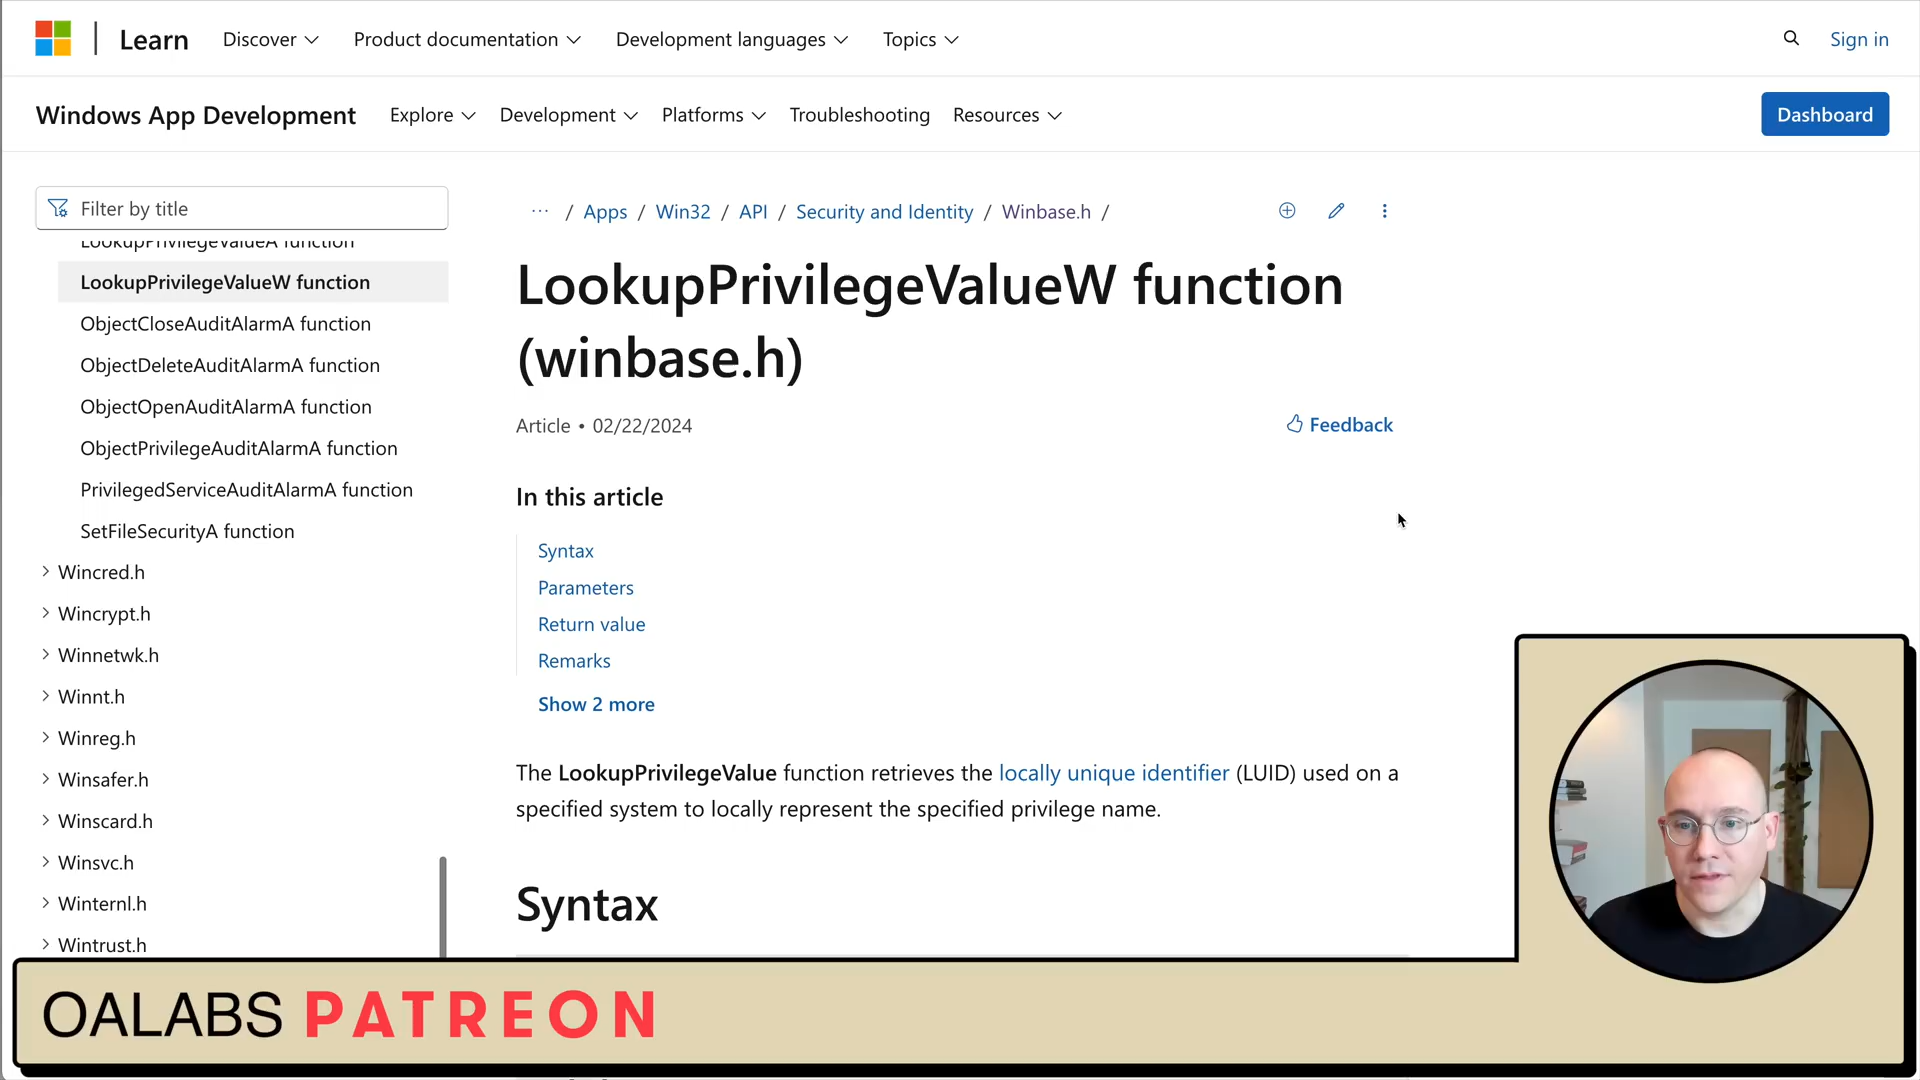 Learn Discover Product documentation Development languages Topics Sign in
Windows App Development Explore Development Platforms Troubleshooting Resources Dashboard
Filter by title
LookupPrivilegeValueA function
LookupPrivilegeValueW function
ObjectCloseAuditAlarmA function
ObjectDeleteAuditAlarmA function
ObjectOpenAuditAlarmA function
ObjectPrivilegeAuditAlarmA function
PrivilegedServiceAuditAlarmA function
SetFileSecurityA function
Wincred.h
Wincrypt.h
Winnetwk.h
Winnt.h
Winreg.h
Winsafer.h
Winscard.h
Winsvc.h
Winternl.h
Wintrust.h
··· / Apps / Win32 / API / Security and Identity / Winbase.h /
LookupPrivilegeValueW function
(winbase.h)
Article • 02/22/2024
Feedback
In this article
Syntax
Parameters
Return value
Remarks
Show 2 more
The LookupPrivilegeValue function retrieves the locally unique identifier (LUID) used on a
specified system to locally represent the specified privilege name.
Syntax
OALABS PATREON